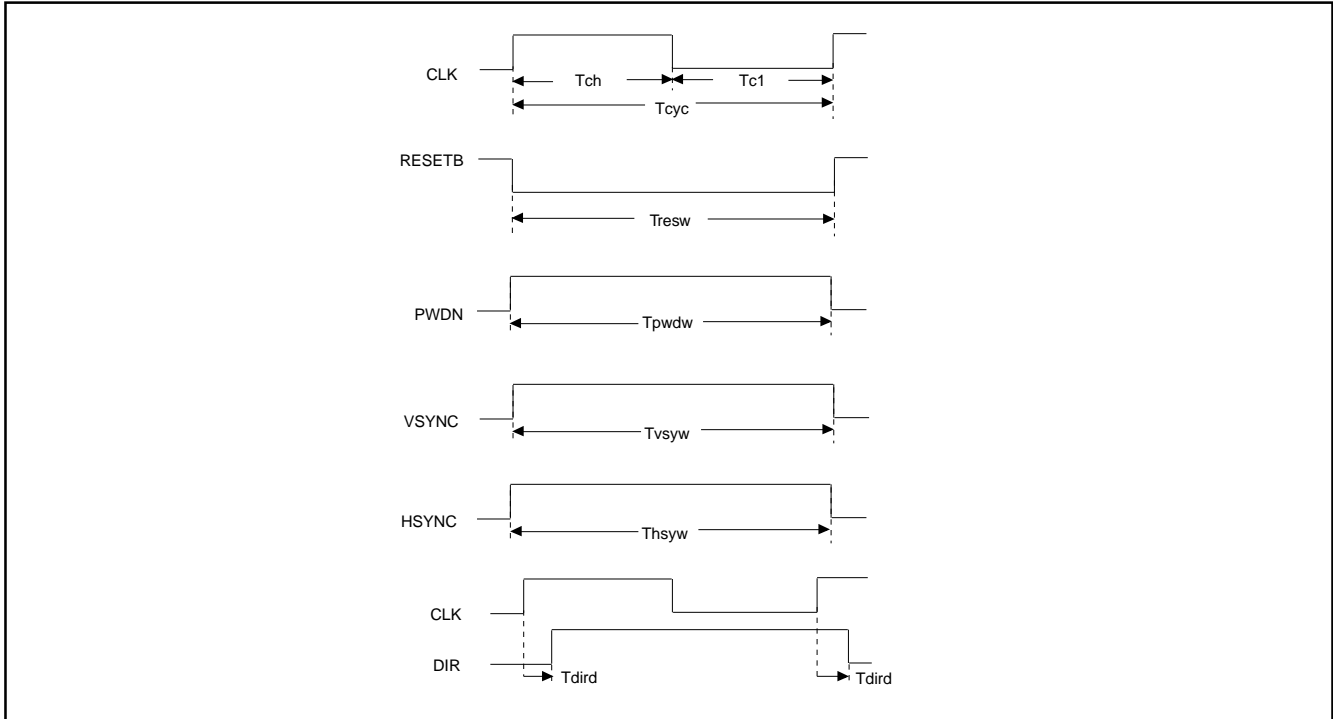 CLK
Tch
Tc1
Tcyc
RESETB
Tresw
PWDN
Tpwdw
VSYNC
Tvsyw
HSYNC
Thsyw
CLK
DIR
Tdird
Tdird